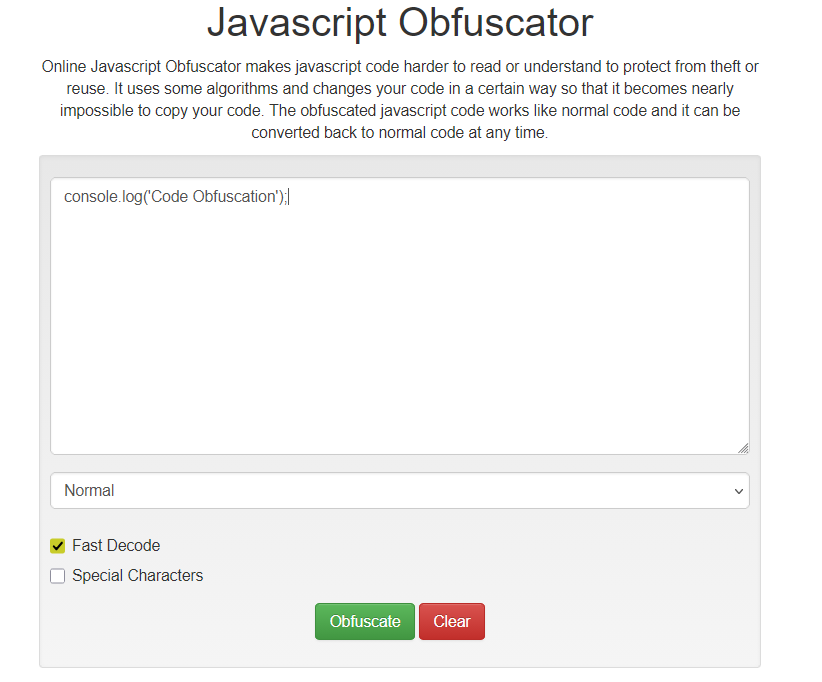 Javascript Obfuscator
Online Javascript Obfuscator makes javascript code harder to read or understand to protect from theft or
reuse. It uses some algorithms and changes your code in a certain way so that it becomes nearly
impossible to copy your code. The obfuscated javascript code works like normal code and it can be
converted back to normal code at any time.
console.log('Code Obfuscation');
Normal
Fast Decode
Special Characters
Obfuscate Clear